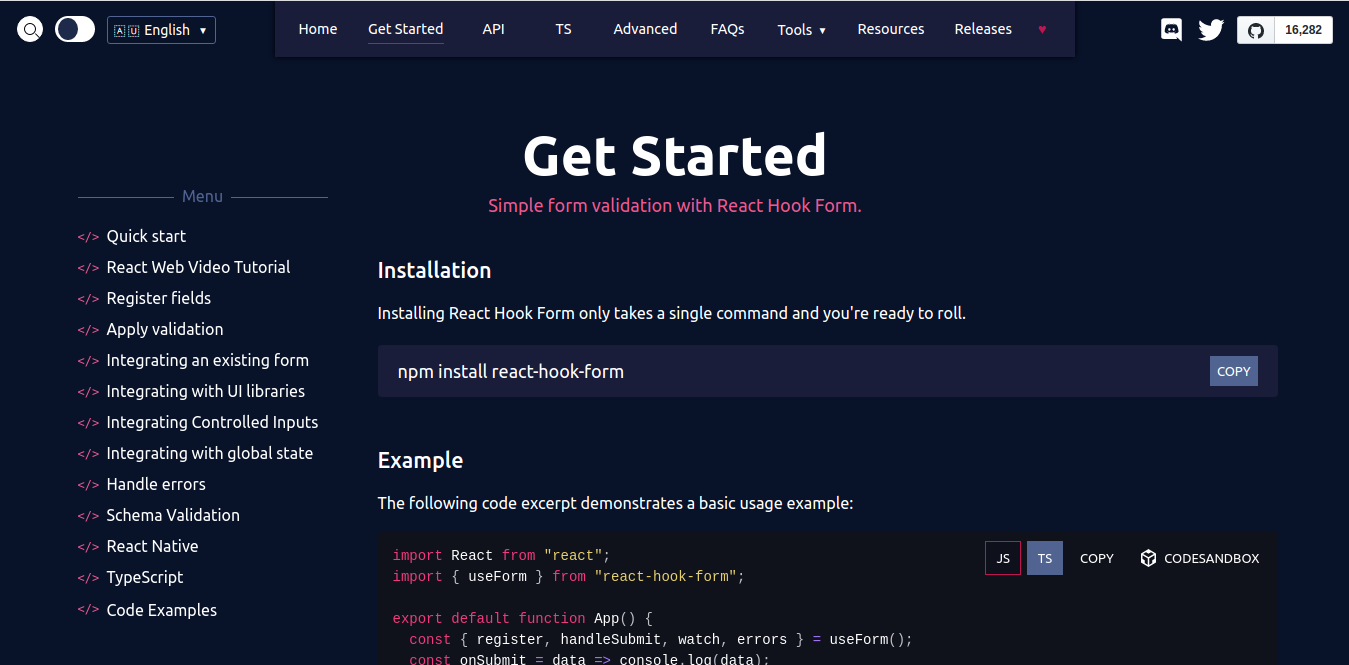 🇦🇺 English ▼
Home Get Started API TS Advanced FAQs Tools ▼ Resources Releases ♥
16,282
Get Started
Simple form validation with React Hook Form.
Menu
</> Quick start
</> React Web Video Tutorial
</> Register fields
</> Apply validation
</> Integrating an existing form
</> Integrating with UI libraries
</> Integrating Controlled Inputs
</> Integrating with global state
</> Handle errors
</> Schema Validation
</> React Native
</> TypeScript
</> Code Examples
Installation
Installing React Hook Form only takes a single command and you're ready to roll.
npm install react-hook-form COPY
Example
The following code excerpt demonstrates a basic usage example:
JS TS COPY CODESANDBOX
import React from "react";
import { useForm } from "react-hook-form";
export default function App() {
  const { register, handleSubmit, watch, errors } = useForm();
  const onSubmit = data => console.log(data);